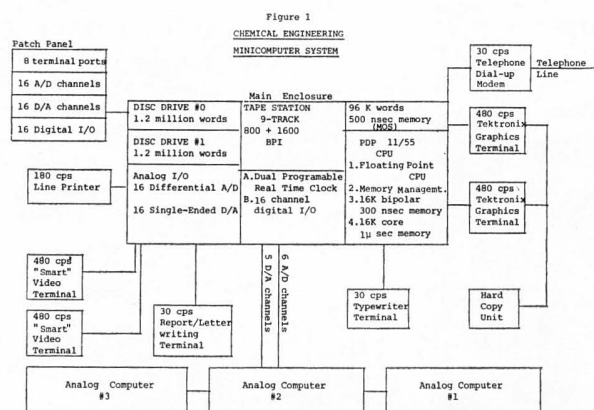 Figure 1
CHEMICAL ENGINEERING
MINICOMPUTER SYSTEM
Patch Panel
8 terminal ports
16 A/D channels
16 D/A channels
16 Digital I/O
180 cps
Line Printer
Main Enclosure
DISC DRIVE #0
1.2 million words
DISC DRIVE #1
1.2 million words
Analog I/O
16 Differential A/D
16 Single-Ended D/A
TAPE STATION
9-TRACK
800 + 1600
BPI
A.Dual Programable
Real Time Clock
B.16 channel
digital I/O
96 K words
500 nsec memory
(MOS)
PDP 11/55
CPU
1.Floating Point
CPU
2.Memory Managemt.
3.16K bipolar
300 nsec memory
4.16K core
1µ sec memory
30 cps
Telephone
Dial-up
Modem
Telephone
Line
480 cps
Tektronix
Graphics
Terminal
480 cps
Tektronix
Graphics
Terminal
Hard
Copy
Unit
480 cps
"Smart"
Video
Terminal
480 cps
"Smart"
Video
Terminal
30 cps
Report/Letter
writing
Terminal
6 A/D channels
5 D/A channels
30 cps
Typewriter
Terminal
Analog Computer
#3
Analog Computer
#2
Analog Computer
#1